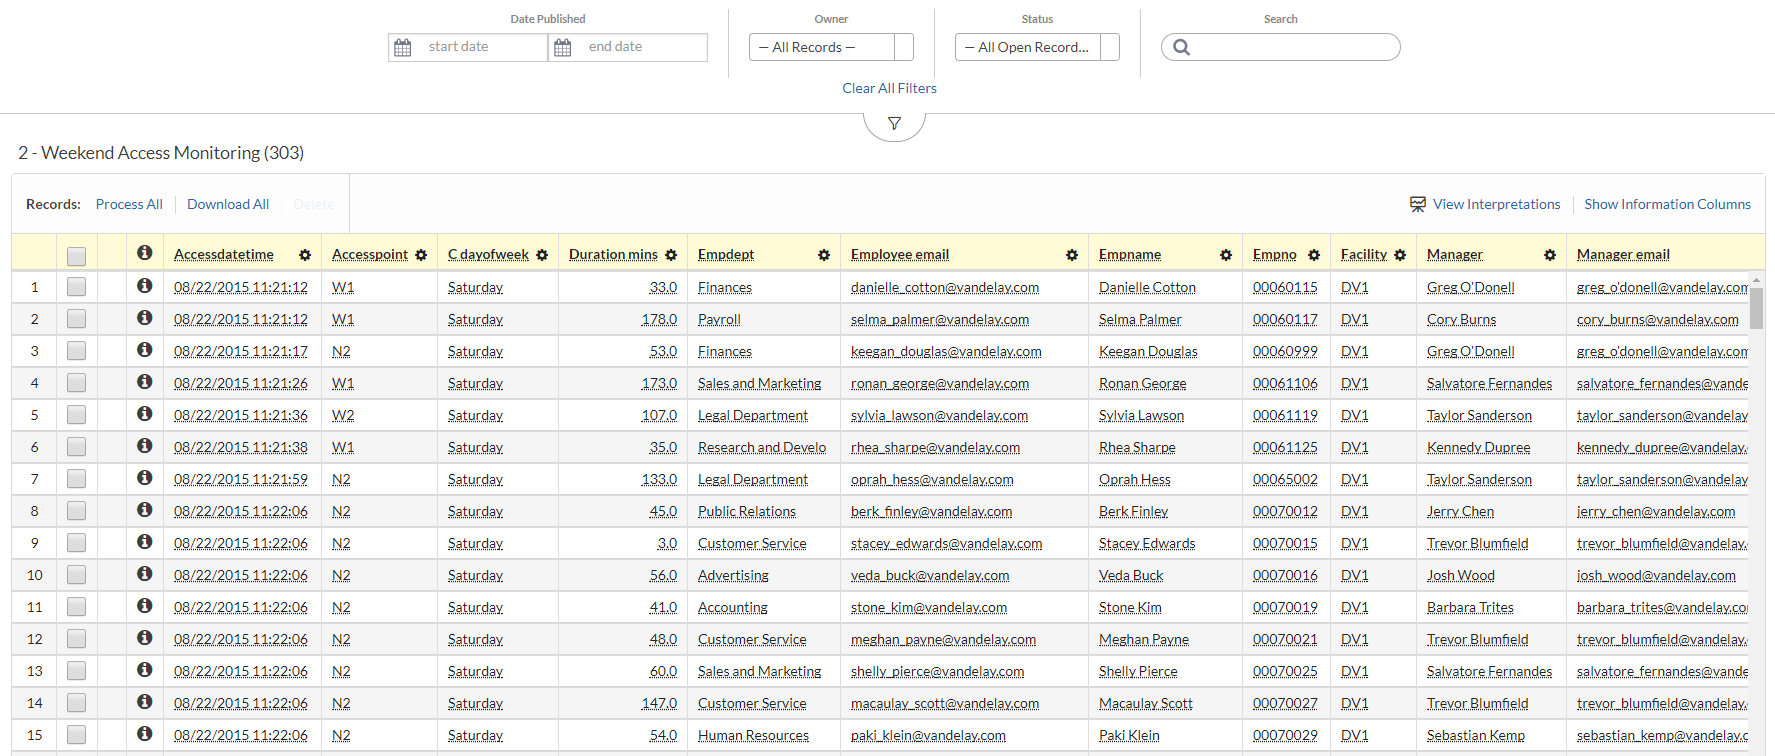 Date Published Owner Status Search
start date end date — All Records — — All Open Record...
Clear All Filters
2 - Weekend Access Monitoring (303)
Records: Process All Download All Delete View Interpretations Show Information Columns
Accessdatetime Accesspoint C dayofweek Duration mins Empdept Employee email Empname Empno Facility Manager Manager email
1 08/22/2015 11:21:12 W1 Saturday 33.0 Finances danielle_cotton@vandelay.com Danielle Cotton 00060115 DV1 Greg O'Donell greg_o'donell@vandelay.com
2 08/22/2015 11:21:12 W1 Saturday 178.0 Payroll selma_palmer@vandelay.com Selma Palmer 00060117 DV1 Cory Burns cory_burns@vandelay.com
3 08/22/2015 11:21:17 N2 Saturday 53.0 Finances keegan_douglas@vandelay.com Keegan Douglas 00060999 DV1 Greg O'Donell greg_o'donell@vandelay.com
4 08/22/2015 11:21:26 W1 Saturday 173.0 Sales and Marketing ronan_george@vandelay.com Ronan George 00061106 DV1 Salvatore Fernandes salvatore_fernandes@vande
5 08/22/2015 11:21:36 W2 Saturday 107.0 Legal Department sylvia_lawson@vandelay.com Sylvia Lawson 00061119 DV1 Taylor Sanderson taylor_sanderson@vandelay
6 08/22/2015 11:21:38 W1 Saturday 35.0 Research and Develo rhea_sharpe@vandelay.com Rhea Sharpe 00061125 DV1 Kennedy Dupree kennedy_dupree@vandelay
7 08/22/2015 11:21:59 N2 Saturday 133.0 Legal Department oprah_hess@vandelay.com Oprah Hess 00065002 DV1 Taylor Sanderson taylor_sanderson@vandelay
8 08/22/2015 11:22:06 N2 Saturday 45.0 Public Relations berk_finley@vandelay.com Berk Finley 00070012 DV1 Jerry Chen jerry_chen@vandelay.com
9 08/22/2015 11:22:06 N2 Saturday 3.0 Customer Service stacey_edwards@vandelay.com Stacey Edwards 00070015 DV1 Trevor Blumfield trevor_blumfield@vandelay.
10 08/22/2015 11:22:06 N2 Saturday 56.0 Advertising veda_buck@vandelay.com Veda Buck 00070016 DV1 Josh Wood josh_wood@vandelay.com
11 08/22/2015 11:22:06 N2 Saturday 41.0 Accounting stone_kim@vandelay.com Stone Kim 00070019 DV1 Barbara Trites barbara_trites@vandelay.co
12 08/22/2015 11:22:06 N2 Saturday 48.0 Customer Service meghan_payne@vandelay.com Meghan Payne 00070021 DV1 Trevor Blumfield trevor_blumfield@vandelay.
13 08/22/2015 11:22:06 N2 Saturday 60.0 Sales and Marketing shelly_pierce@vandelay.com Shelly Pierce 00070025 DV1 Salvatore Fernandes salvatore_fernandes@vande
14 08/22/2015 11:22:06 N2 Saturday 147.0 Customer Service macaulay_scott@vandelay.com Macaulay Scott 00070027 DV1 Trevor Blumfield trevor_blumfield@vandelay.
15 08/22/2015 11:22:06 N2 Saturday 54.0 Human Resources paki_klein@vandelay.com Paki Klein 00070029 DV1 Sebastian Kemp sebastian_kemp@vandelay.c